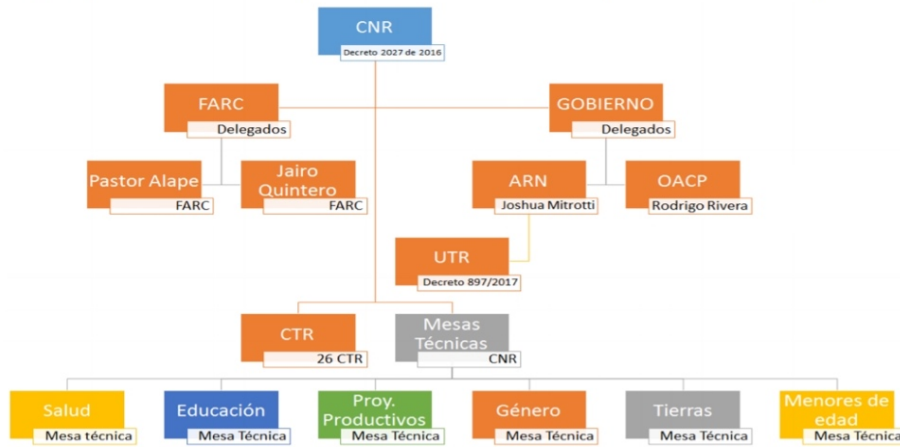 CNR
Decreto 2027 de 2016
FARC
Delegados
GOBIERNO
Delegados
Pastor Alape
FARC
Jairo
Quintero
FARC
ARN
Joshua Mitrotti
OACP
Rodrigo Rivera
UTR
Decreto 897/2017
CTR
26 CTR
Mesas
Técnicas
CNR
Salud
Mesa técnica
Educación
Mesa Técnica
Proy.
Productivos
Mesa Técnica
Género
Mesa Técnica
Tierras
Mesa Técnica
Menores de
edad
Mesa Técnica